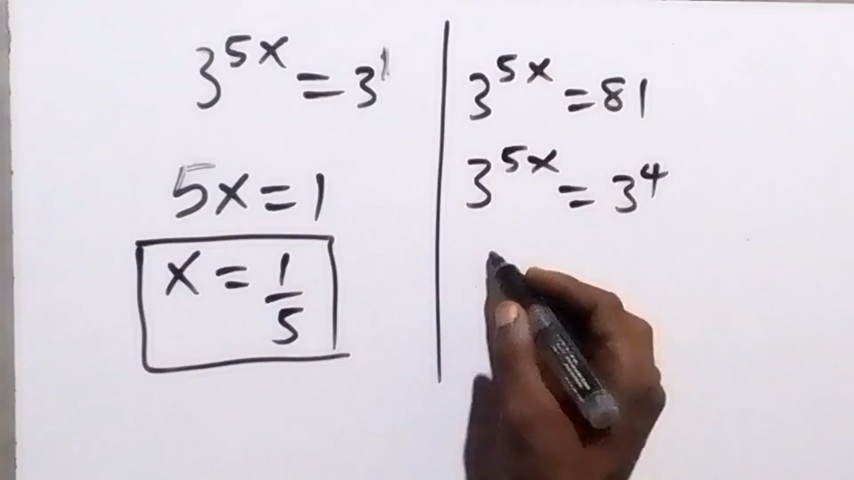 3^{5x} = 3^1
5x = 1
x = 1/5
3^{5x} = 81
3^{5x} = 3^4